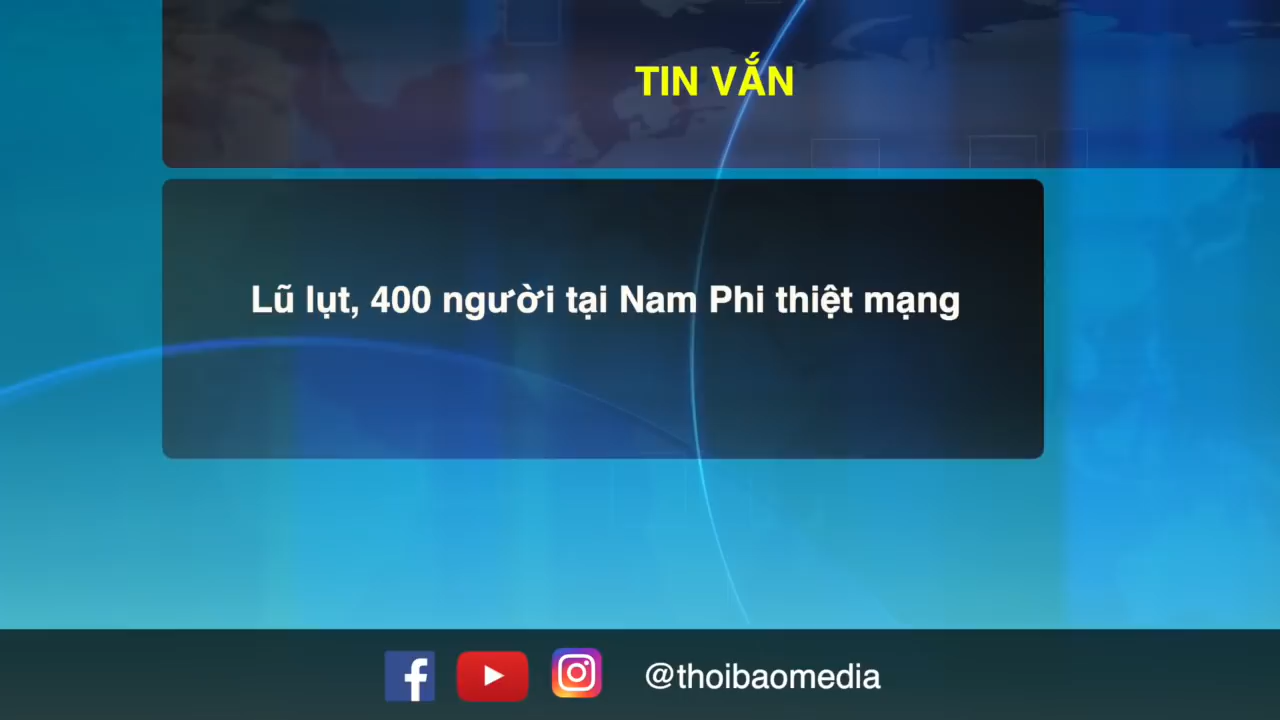 TIN VẮN
Lũ lụt, 400 người tại Nam Phi thiệt mạng
@thoibaomedia